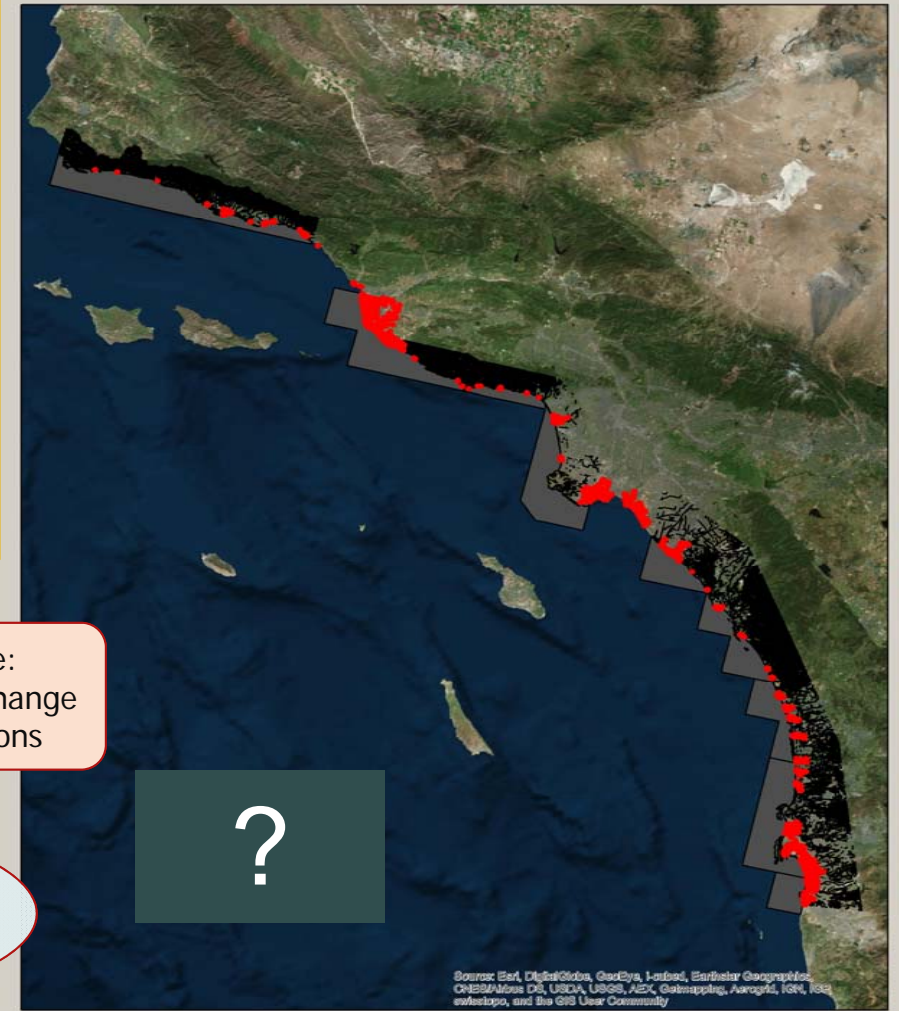 e:
hange
ons
?
Source: Esri, DigitalGlobe, GeoEye, i-cubed, Earthstar Geographics,
CNES/Airbus DS, USDA, USGS, AEX, Getmapping, Aerogrid, IGN, IGP,
swisstopo, and the GIS User Community